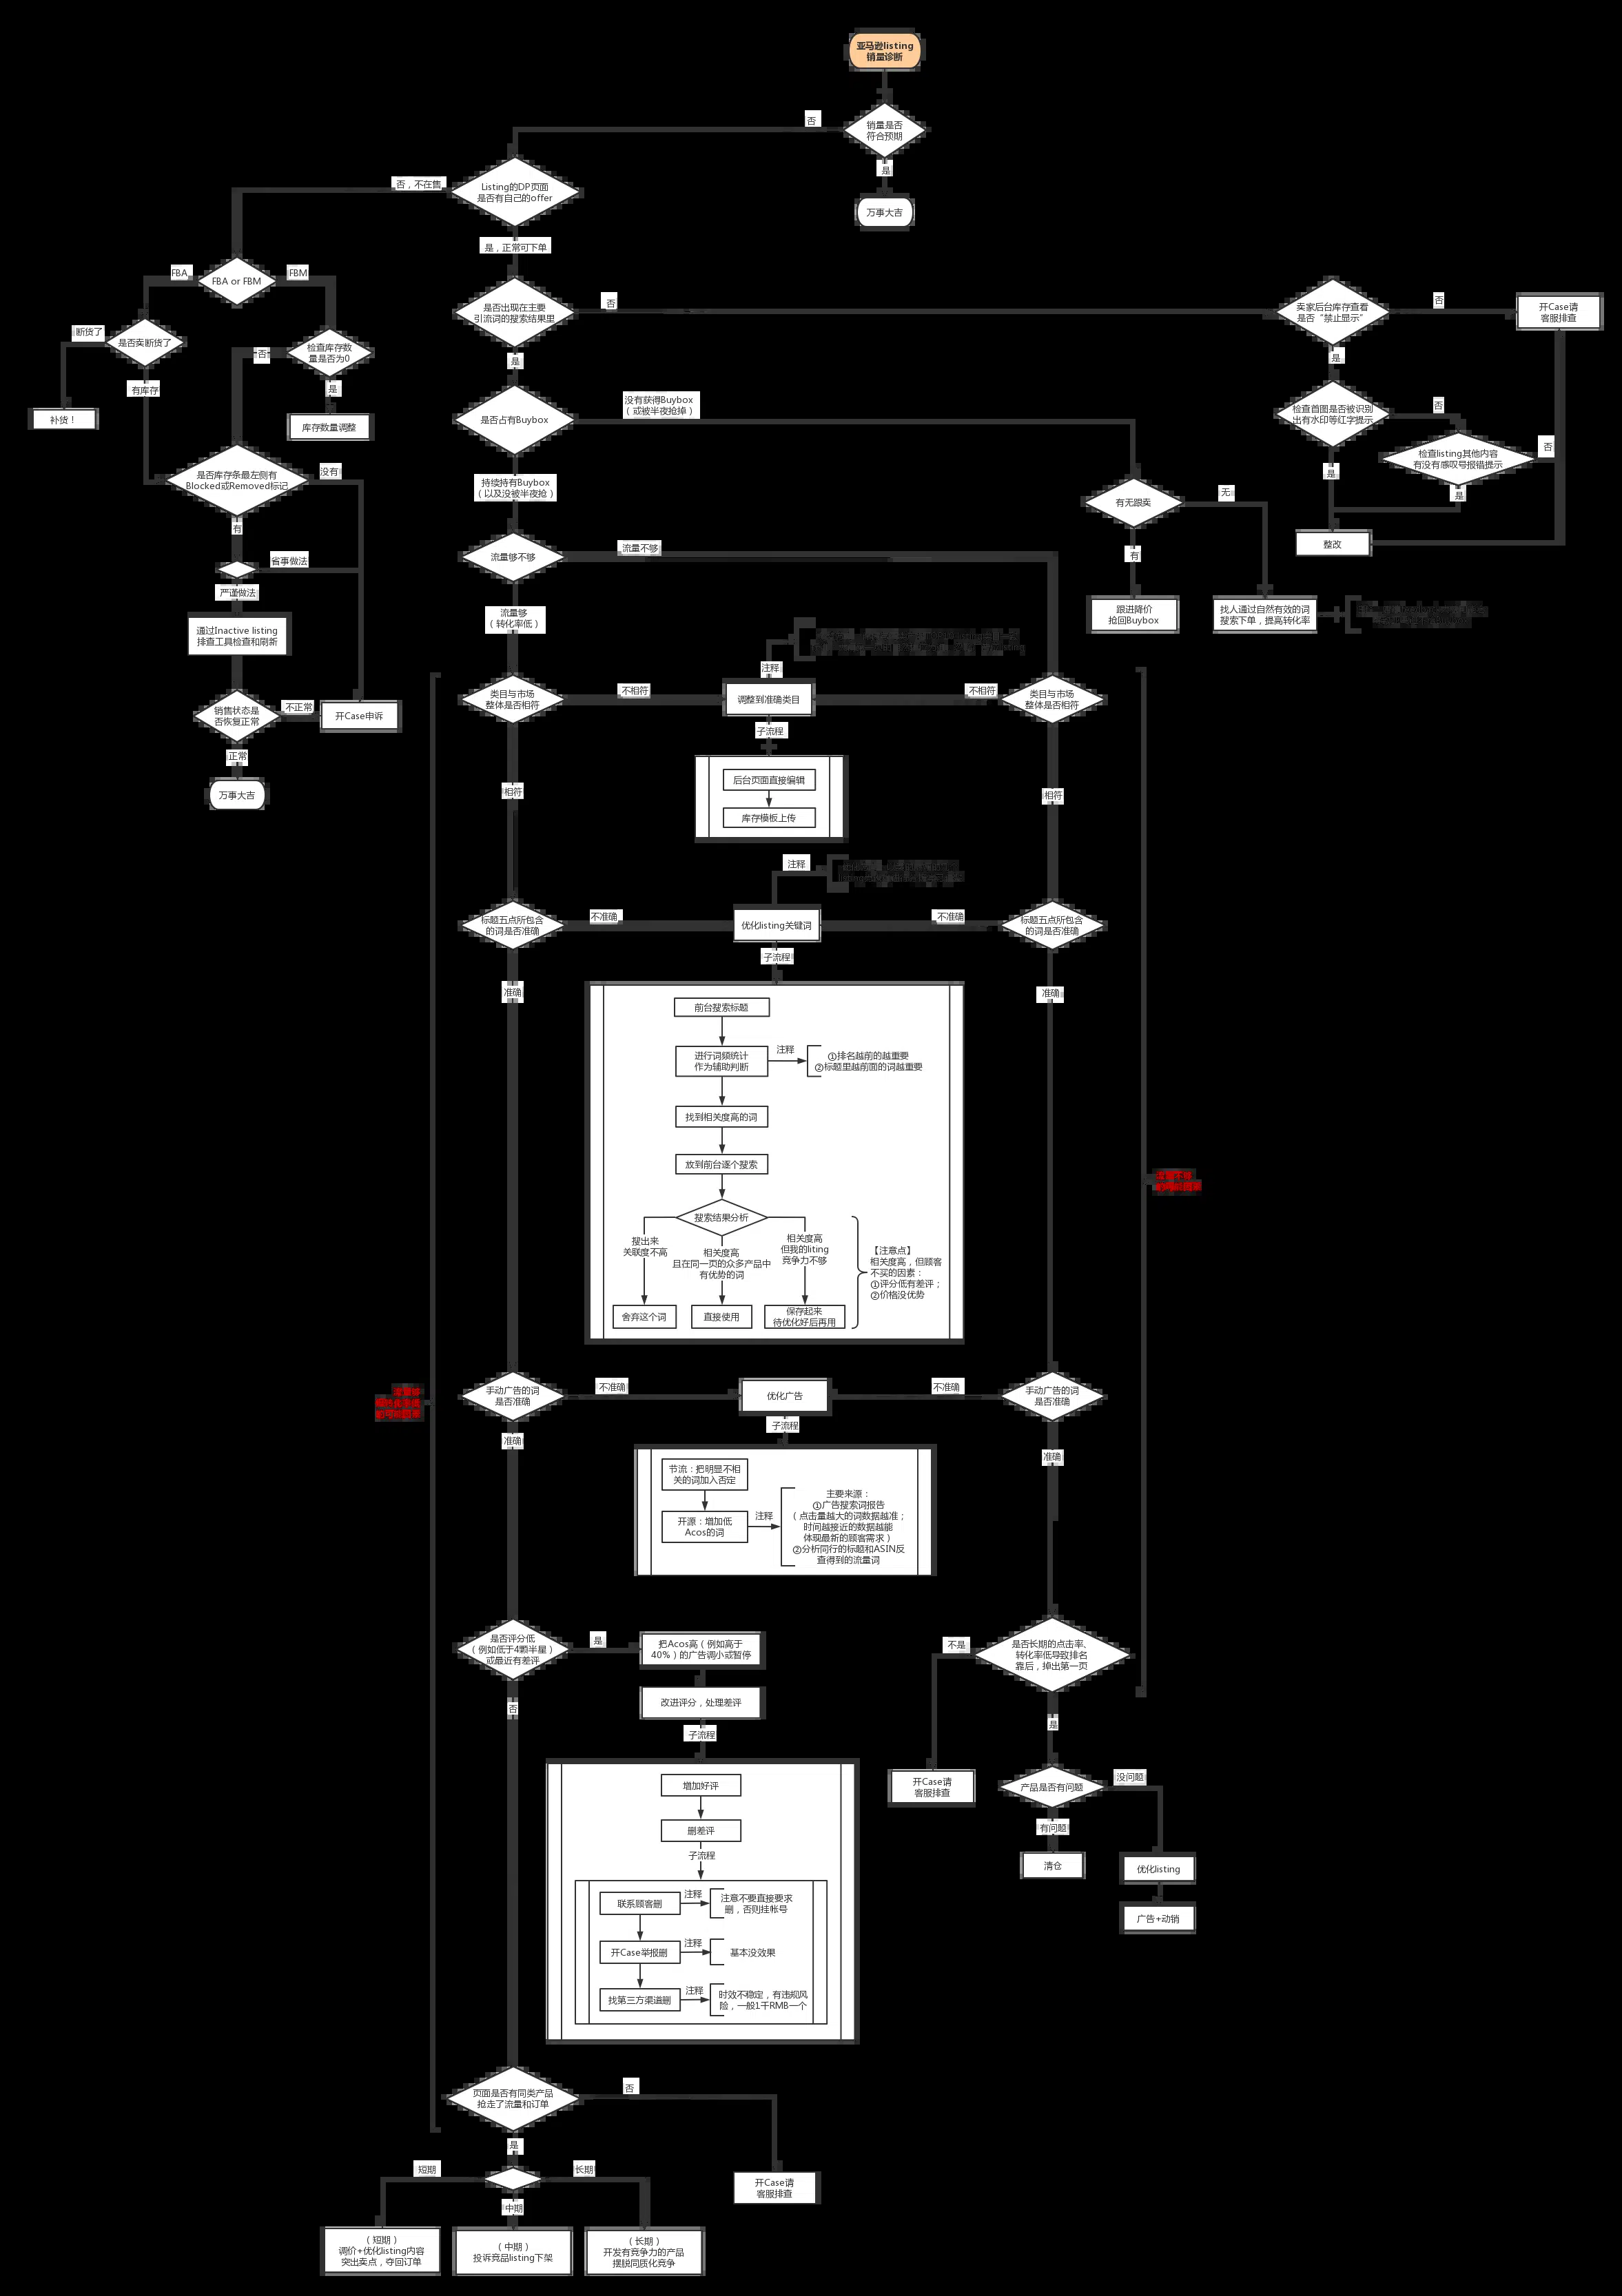 亚马逊listing
销量诊断
销量是否
符合预期
否
是
万事大吉
Listing的DP页面
是否有自己的offer
否，不在售
是，正常可下单
FBA or FBM
FBA
FBM
是否卖断货了
断货了
有库存
补货！
检查库存数
量是否为0
否
是
库存数量调整
是否库存条最左侧有
Blocked或Removed标记
没有
有
省事做法
严谨做法
通过Inactive listing
排查工具检查和刷新
销售状态是
否恢复正常
不正常
开Case申诉
正常
万事大吉
是否出现在主要
引流词的搜索结果里
否
是
卖家后台库存查看
是否“禁止显示”
否
开Case请
客服排查
是
检查首图是否被识别
出有水印等红字提示
否
检查listing其他内容
有没有感叹号报错提示
否
是
是
整改
是否占有Buybox
没有获得Buybox
（或被半夜抢掉）
持续持有Buybox
（以及没被半夜抢）
有无跟卖
无
有
跟进降价
抢回Buybox
找人通过自然有效的词
搜索下单，提高转化率
流量够不够
流量不够
流量够
（转化率低）
类目与市场
整体是否相符
不相符
注释
调整到准确类目
不相符
类目与市场
整体是否相符
子流程
后台页面直接编辑
库存模板上传
相符
相符
注释
标题五点所包含
的词是否准确
不准确
优化listing关键词
不准确
标题五点所包含
的词是否准确
子流程
准确
准确
前台搜索标题
进行词频统计
作为辅助判断
注释
①排名越前的越重要
②标题里越前面的词越重要
找到相关度高的词
放到前台逐个搜索
搜索结果分析
搜出来
关联度不高
相关度高
且在同一页的众多产品中
有优势的词
相关度高
但我的liting
竞争力不够
【注意点】
相关度高，但顾客
不买的因素：
①评分低有差评；
②价格没优势
舍弃这个词
直接使用
保存起来
待优化好后再用
手动广告的词
是否准确
不准确
优化广告
不准确
手动广告的词
是否准确
子流程
准确
准确
节流：把明显不相
关的词加入否定
开源：增加低
Acos的词
注释
主要来源：
①广告搜索词报告
（点击量越大的词数据越准；
时间越接近的数据越能
体现最新的顾客需求）
②分析同行的标题和ASIN反
查得到的流量词
是否评分低
（例如低于4颗半星）
或最近有差评
是
把Acos高（例如高于
40%）的广告调小或暂停
改进评分，处理差评
子流程
否
增加好评
删差评
子流程
联系顾客删
注释
注意不要直接要求
删，否则挂帐号
开Case举报删
注释
基本没效果
找第三方渠道删
注释
时效不稳定，有违规风
险，一般1千RMB一个
是否长期的点击率、
转化率低导致排名
靠后，掉出第一页
不是
是
开Case请
客服排查
产品是否有问题
没问题
有问题
清仓
优化listing
广告+动销
页面是否有同类产品
抢走了流量和订单
否
是
开Case请
客服排查
短期
中期
长期
（短期）
调价+优化listing内容
突出卖点，夺回订单
（中期）
投诉竞品listing下架
（长期）
开发有竞争力的产品
摆脱同质化竞争